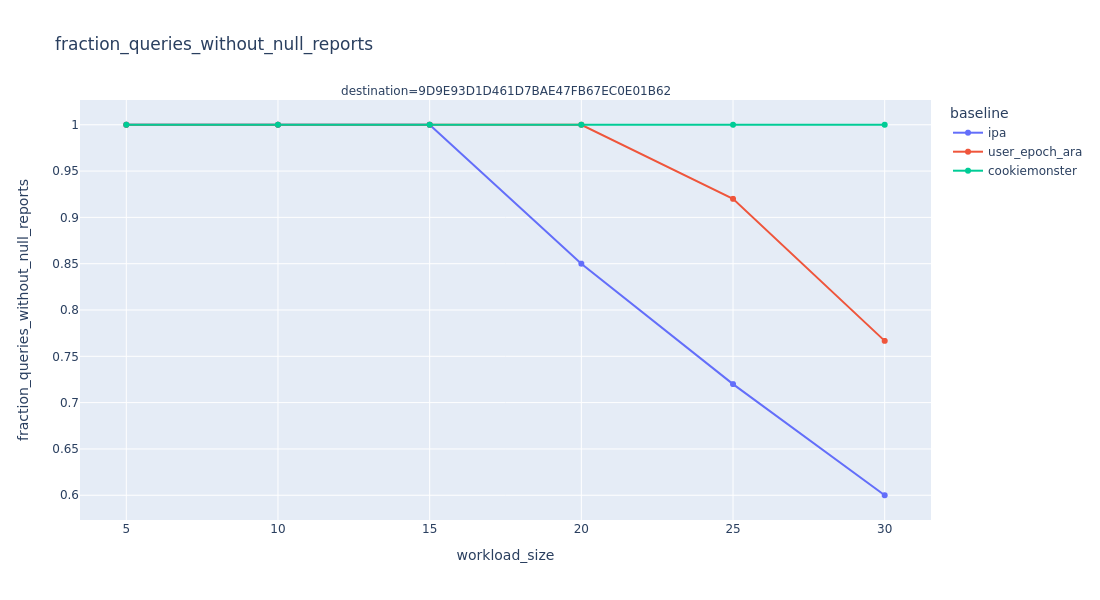 fraction_queries_without_null_reports
destination=9D9E93D1D461D7BAE47FB67EC0E01B62
fraction_queries_without_null_reports
1
0.95
0.9
0.85
0.8
0.75
0.7
0.65
0.6
5 10 15 20 25 30
workload_size
baseline
ipa
user_epoch_ara
cookiemonster